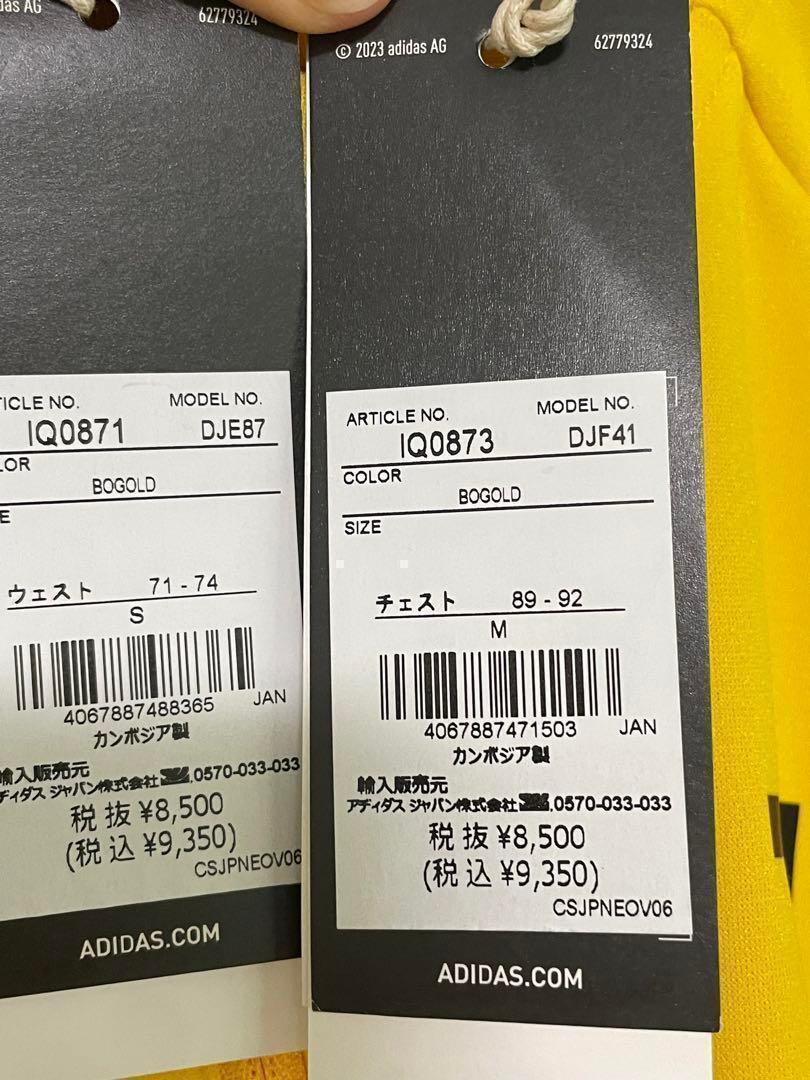 das AG
62779324
ICLE NO.
MODEL NO.
IQ0871
DJE87
LOR
BOGOLD
E
ウェスト 71 - 74
S
4067887488365
JAN
カンボジア製
輸入販売元
アディダス ジャパン株式会社 0570-033-033
税抜 ¥8,500
(税込 ¥9,350)
CSJPNEOV06
ADIDAS.COM
© 2023 adidas AG
62779324
ARTICLE NO.
MODEL NO.
IQ0873
DJF41
COLOR
BOGOLD
SIZE
チェスト 89 - 92
M
4067887471503
JAN
カンボジア製
輸入販売元
アディダス ジャパン株式会社 0570-033-033
税抜 ¥8,500
(税込 ¥9,350)
CSJPNEOV06
ADIDAS.COM